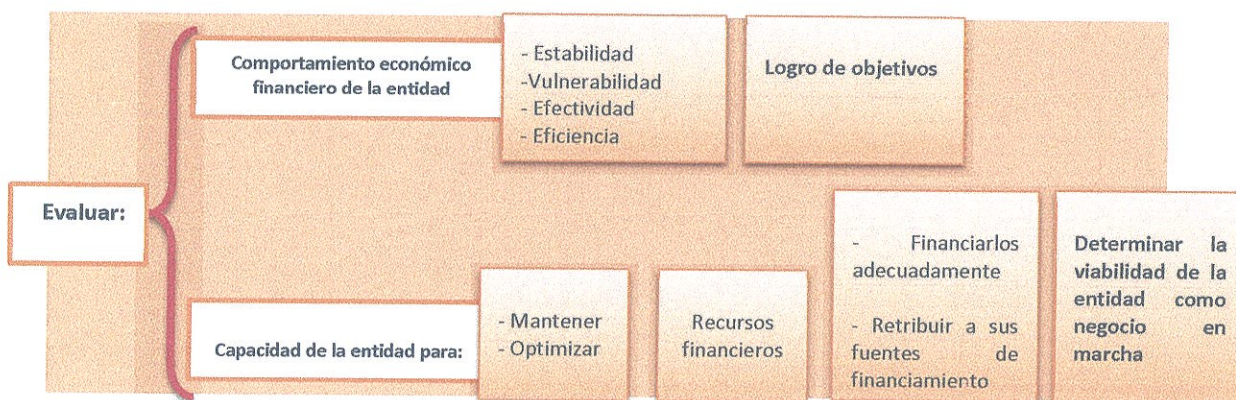 Evaluar:
Comportamiento económico
financiero de la entidad
- Estabilidad
-Vulnerabilidad
- Efectividad
- Eficiencia
Logro de objetivos
Capacidad de la entidad para:
- Mantener
- Optimizar
Recursos
financieros
- Financiarlos
adecuadamente
- Retribuir a sus
fuentes de
financiamiento
Determinar la
viabilidad de la
entidad como
negocio en
marcha